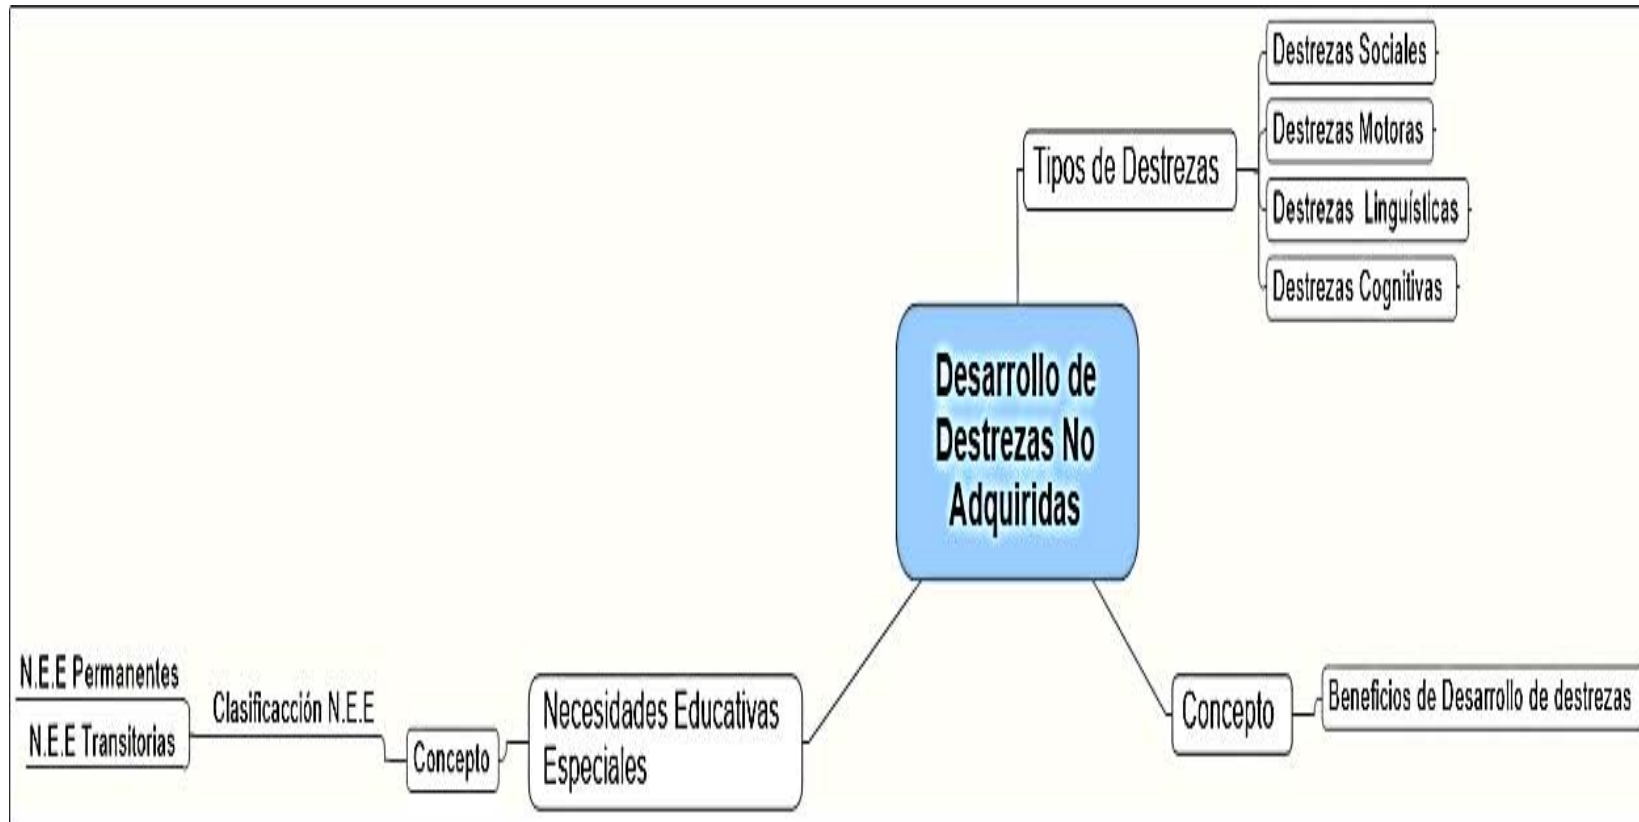 Destrezas Sociales
Destrezas Motoras
Tipos de Destrezas
Destrezas Linguísticas
Destrezas Cognitivas
Desarrollo de
Destrezas No
Adquiridas
N.E.E Permanentes
Clasificacción N.E.E
N.E.E Transitorias
Concepto
Necesidades Educativas
Especiales
Concepto
Beneficios de Desarrollo de destrezas